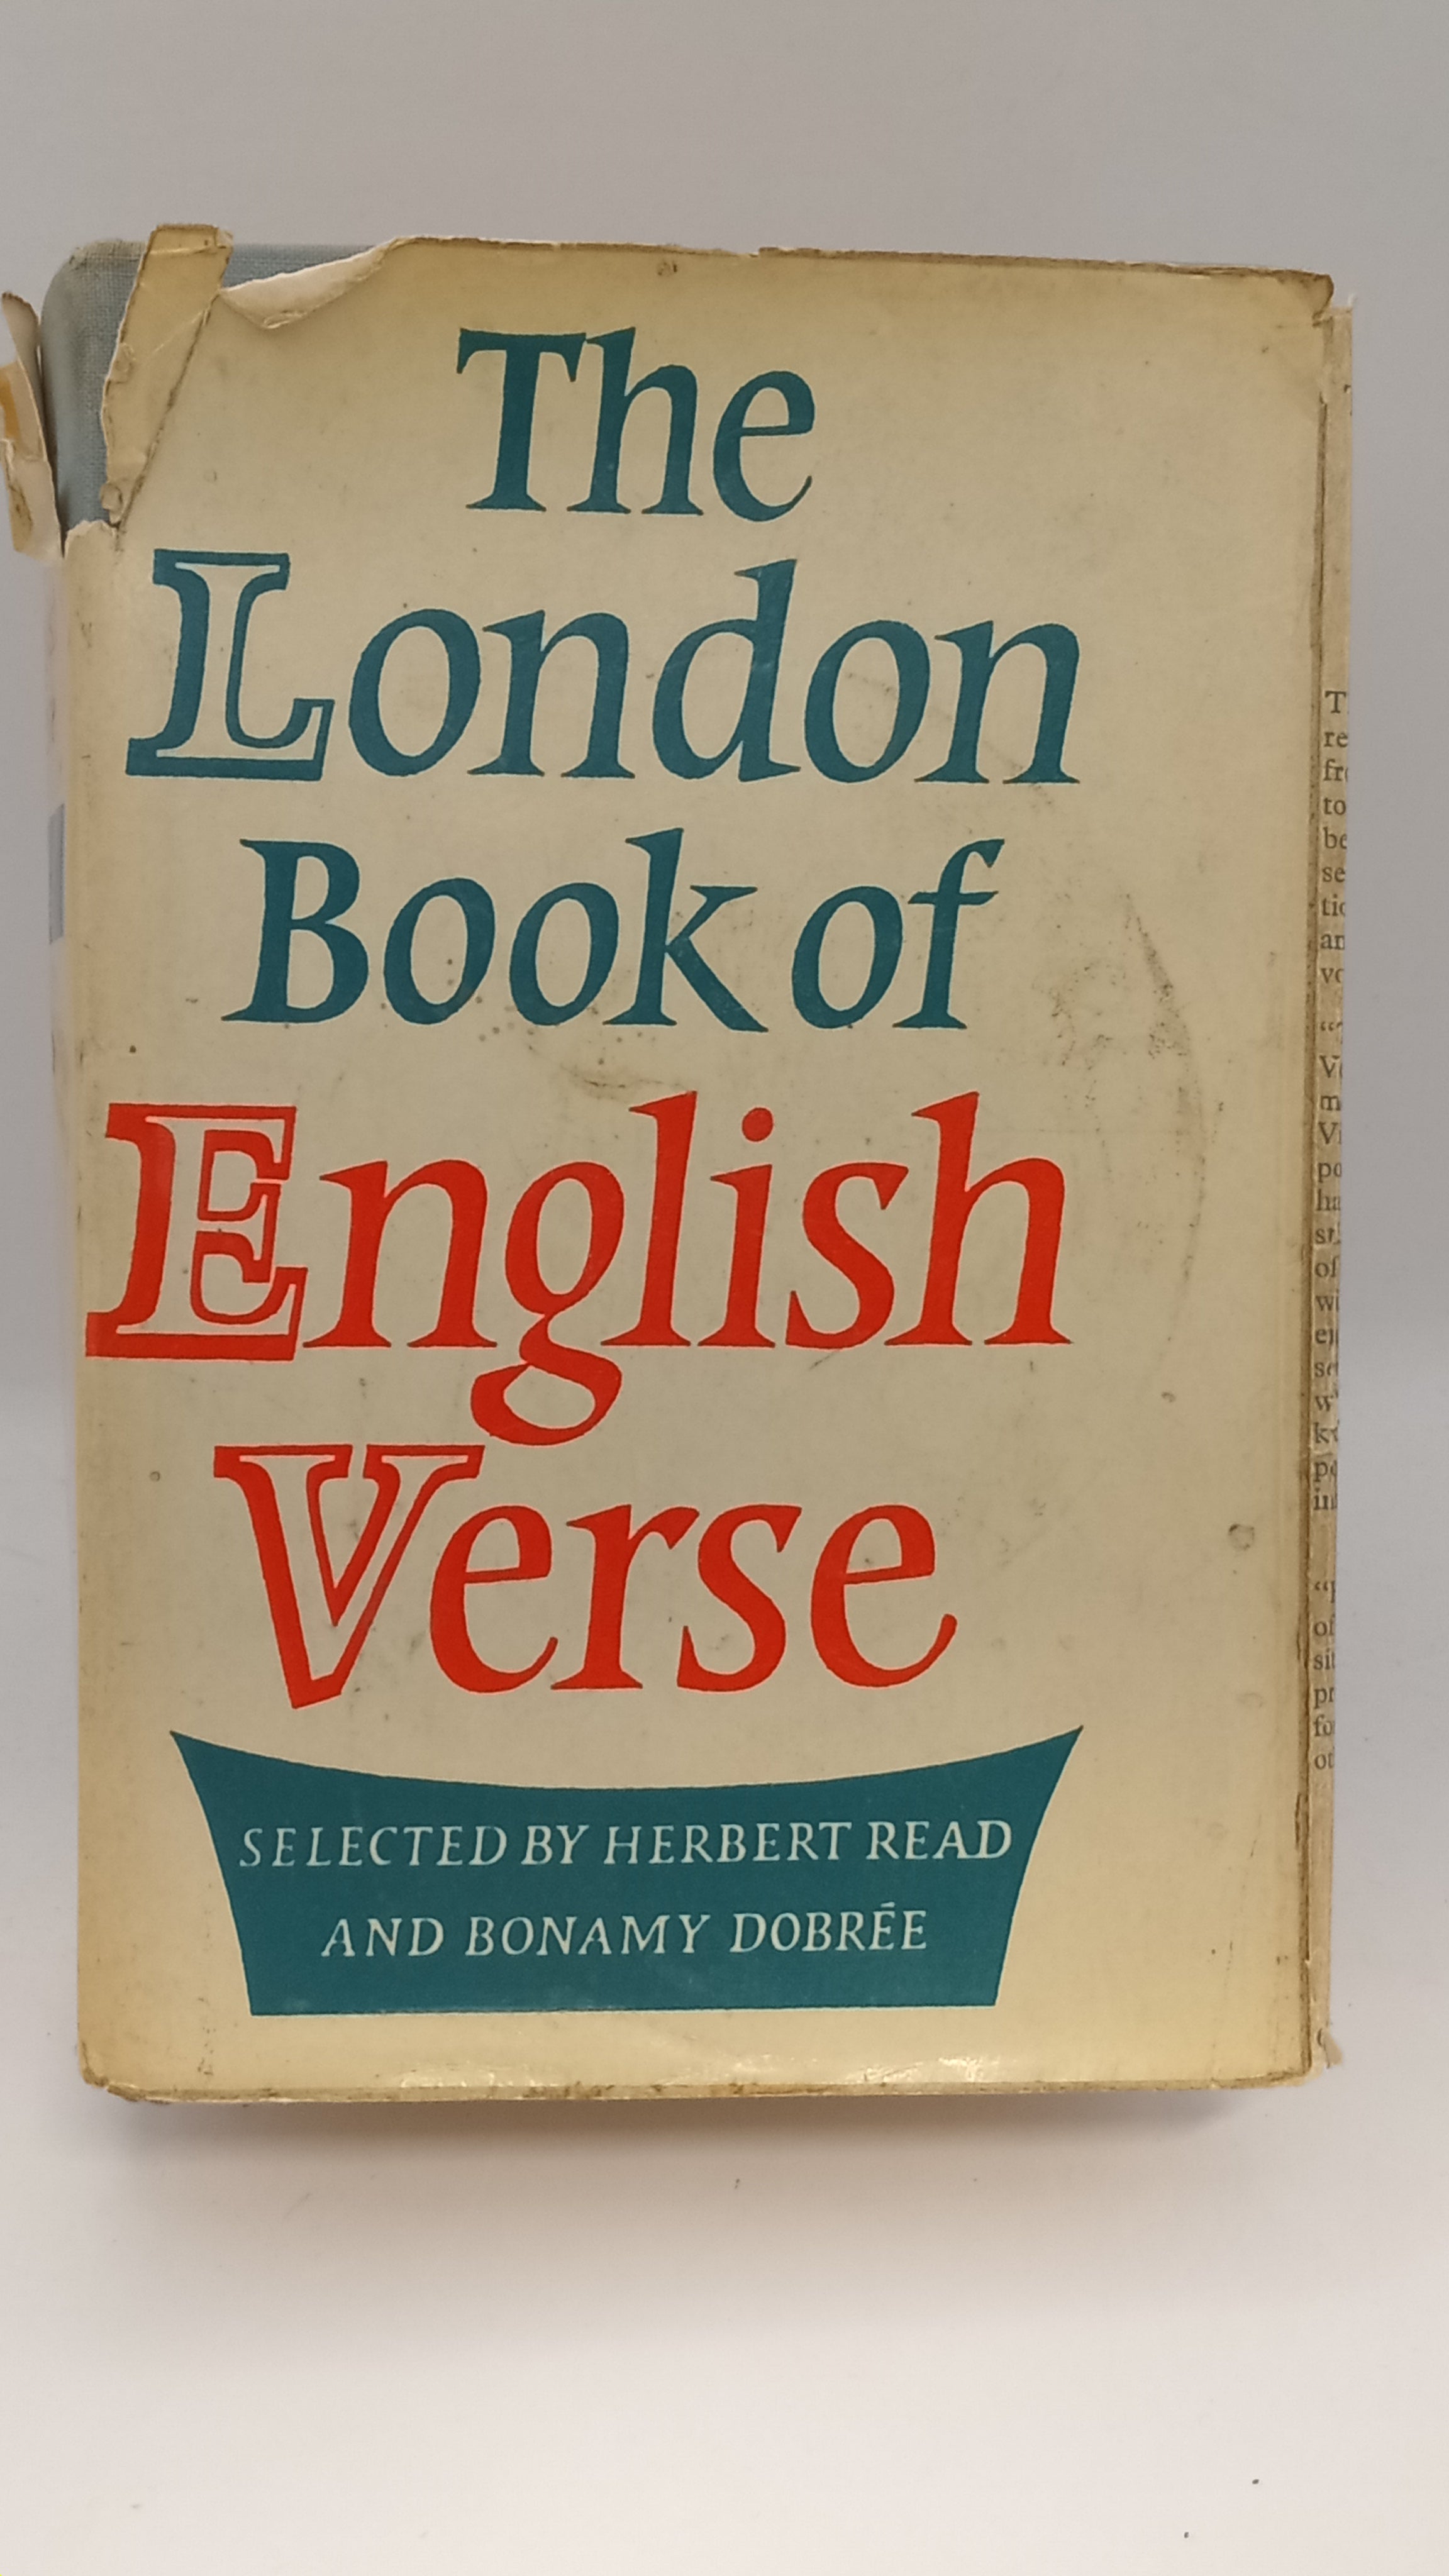 The
London
Book of
English
Verse
SELECTED BY HERBERT READ
AND BONAMY DOBRÉE